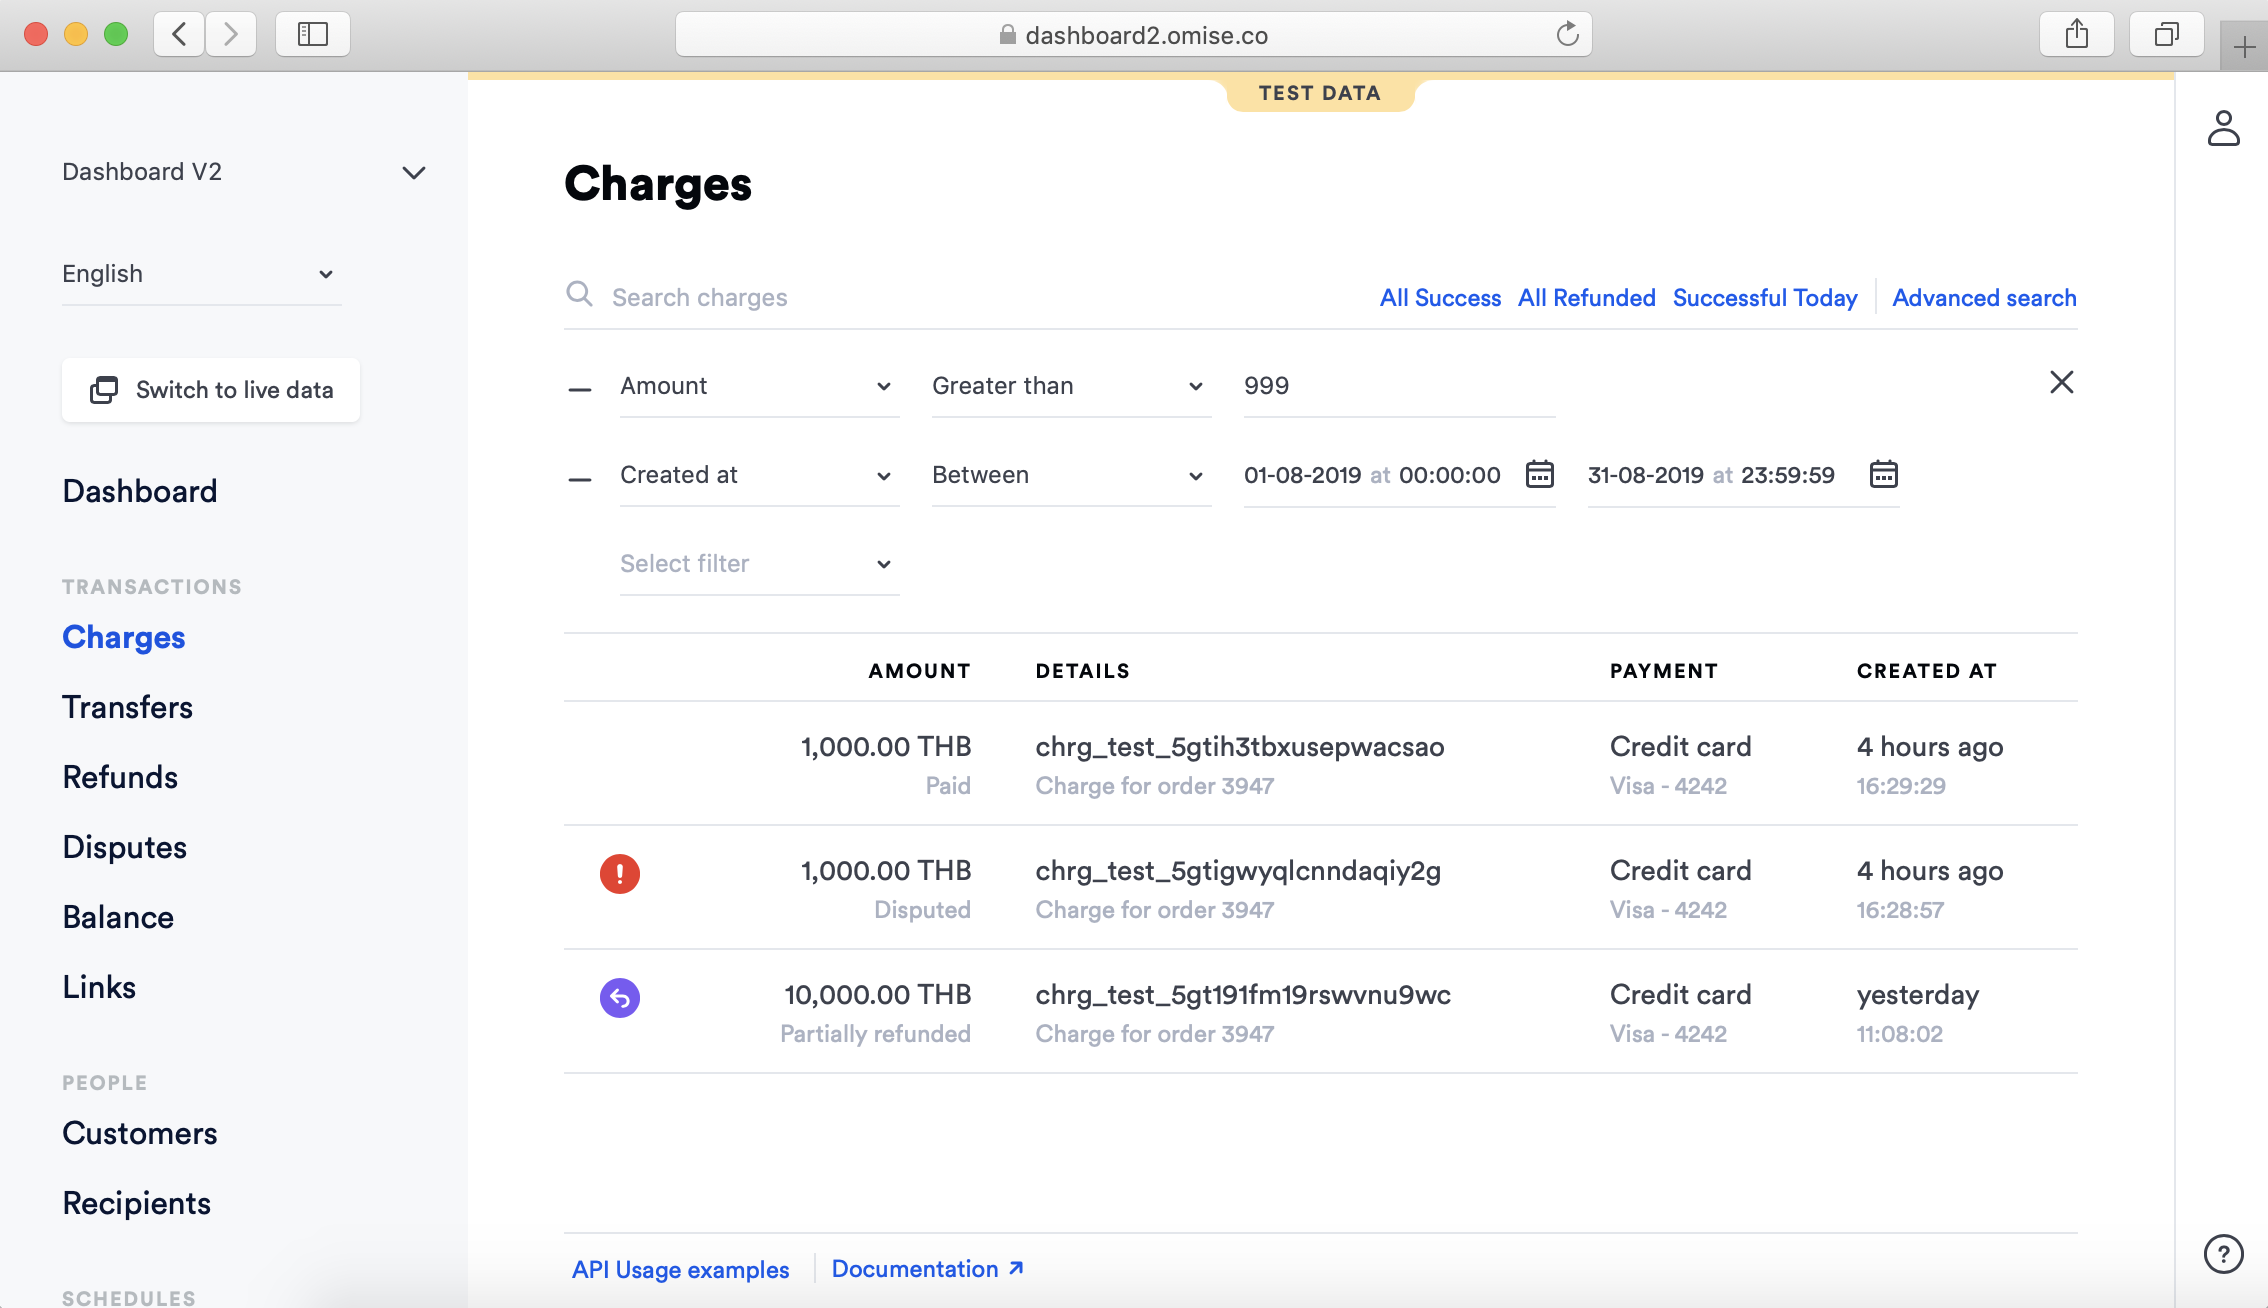 dashboard2.omise.co
TEST DATA
Dashboard V2
English
Switch to live data
Dashboard
TRANSACTIONS
Charges
Transfers
Refunds
Disputes
Balance
Links
PEOPLE
Customers
Recipients
SCHEDULES
Charges
Search charges
All Success All Refunded Successful Today Advanced search
Amount Greater than 999
Created at Between 01-08-2019 at 00:00:00 31-08-2019 at 23:59:59
Select filter
AMOUNT DETAILS PAYMENT CREATED AT
1,000.00 THB chrg_test_5gtih3tbxusepwacsao Credit card 4 hours ago
Paid Charge for order 3947 Visa - 4242 16:29:29
1,000.00 THB chrg_test_5gtigwyqlcnndaqiy2g Credit card 4 hours ago
Disputed Charge for order 3947 Visa - 4242 16:28:57
10,000.00 THB chrg_test_5gt191fm19rswvnu9wc Credit card yesterday
Partially refunded Charge for order 3947 Visa - 4242 11:08:02
API Usage examples Documentation